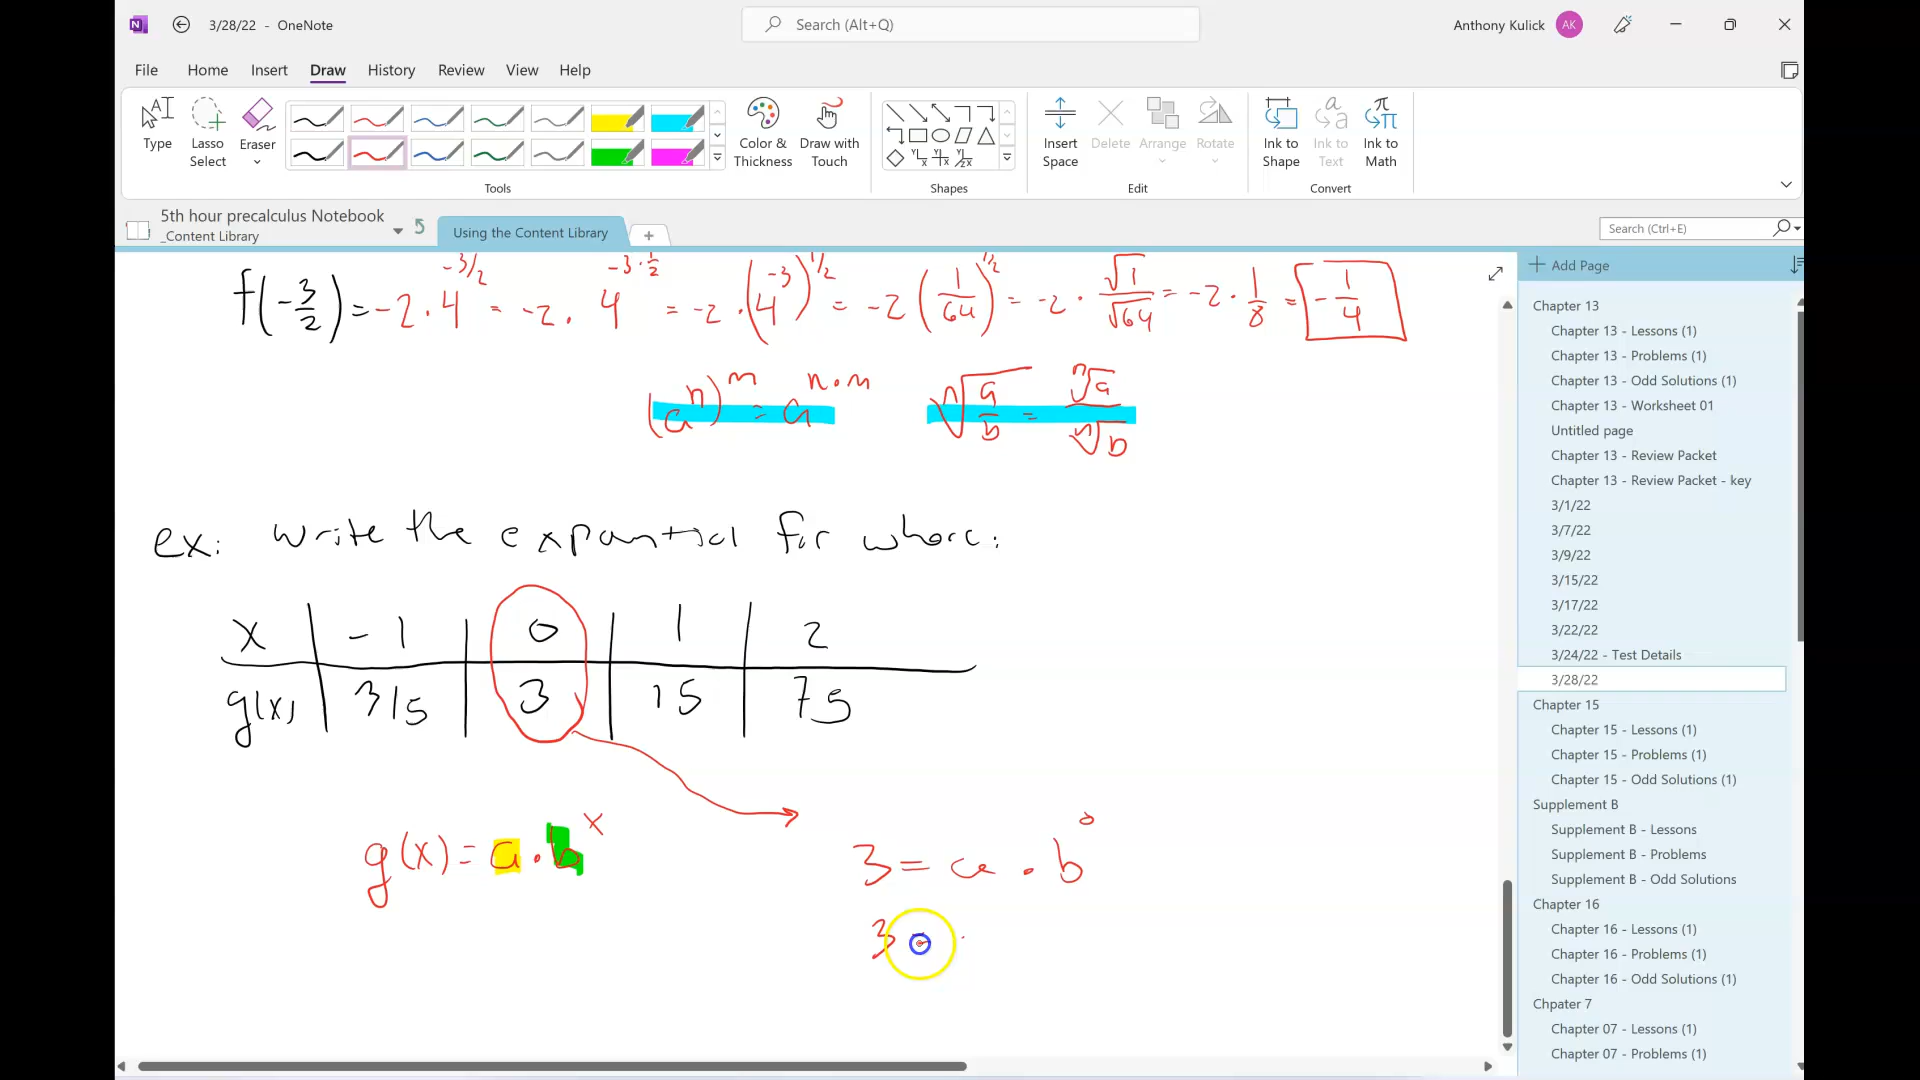 3/28/22 - OneNote
Search (Alt+Q)
Anthony Kulick
AK
File Home Insert Draw History Review View Help
Type
Lasso Select
Eraser
Color & Thickness
Draw with Touch
Insert Space
Delete
Arrange
Rotate
Ink to Shape
Ink to Text
Ink to Math
Tools
Shapes
Edit
Convert
5th hour precalculus Notebook
_Content Library
Using the Content Library
Search (Ctrl+E)
f(-3/2) = -2 · 4^(-3/2) = -2 · 4^(-3·1/2) = -2 · (4^-3)^(1/2) = -2 (1/64)^(1/2) = -2 · √1/√64 = -2 · 1/8 = -1/4
(a^n)^m = a^(n·m)
ⁿ√(a/b) = ⁿ√a/ⁿ√b
ex: write the expontial for where:
x | -1 | 0 | 1 | 2
g(x) | 3/5 | 3 | 15 | 75
g(x) = a · b^x
3 = a · b^0
3 =
Add Page
Chapter 13
Chapter 13 - Lessons (1)
Chapter 13 - Problems (1)
Chapter 13 - Odd Solutions (1)
Chapter 13 - Worksheet 01
Untitled page
Chapter 13 - Review Packet
Chapter 13 - Review Packet - key
3/1/22
3/7/22
3/9/22
3/15/22
3/17/22
3/22/22
3/24/22 - Test Details
3/28/22
Chapter 15
Chapter 15 - Lessons (1)
Chapter 15 - Problems (1)
Chapter 15 - Odd Solutions (1)
Supplement B
Supplement B - Lessons
Supplement B - Problems
Supplement B - Odd Solutions
Chapter 16
Chapter 16 - Lessons (1)
Chapter 16 - Problems (1)
Chapter 16 - Odd Solutions (1)
Chpater 7
Chapter 07 - Lessons (1)
Chapter 07 - Problems (1)